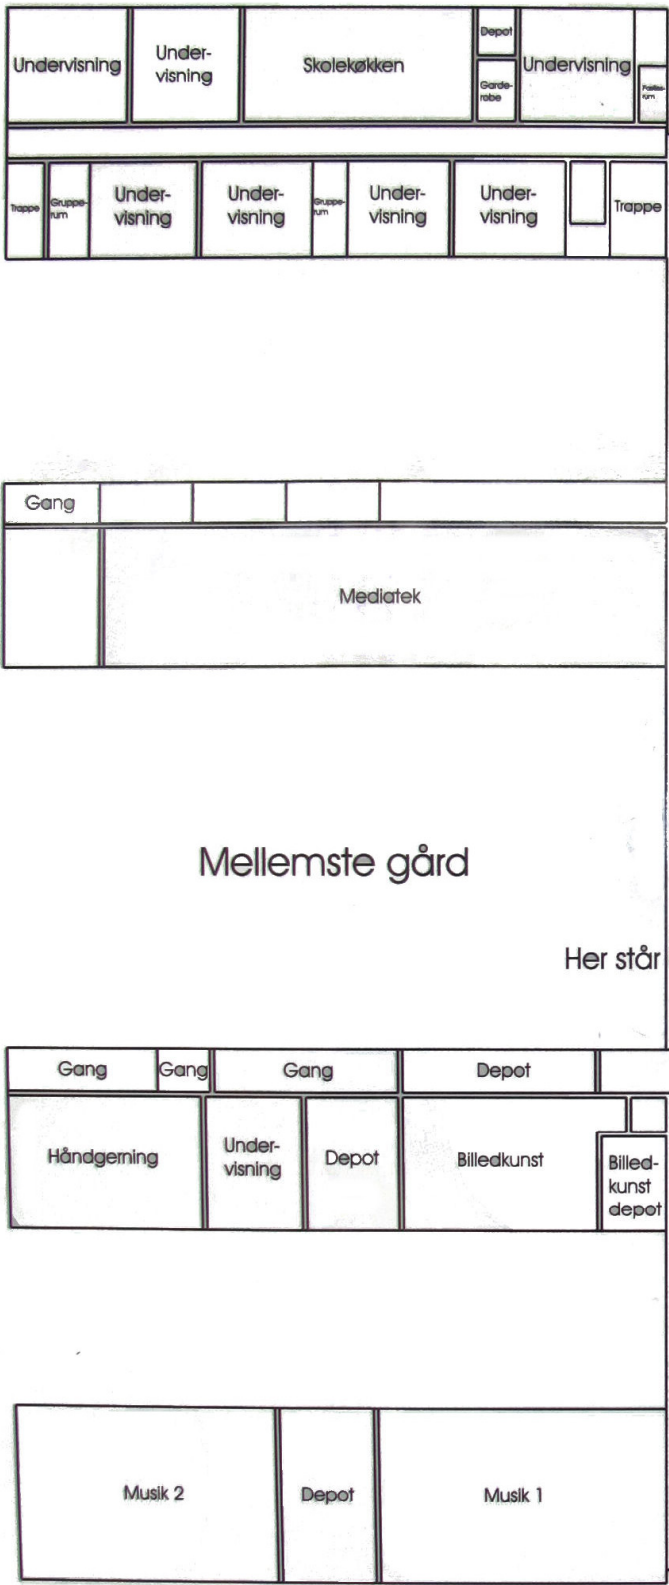 Undervisning
Under-
visning
Skolekøkken
Depot
Garde-
robe
Undervisning
Trappe
Gruppe-
rum
Under-
visning
Under-
visning
Gruppe-
rum
Under-
visning
Under-
visning
Trappe
Gang
Mediatek
Mellemste gård
Her står
Gang
Gang
Gang
Depot
Håndgerning
Under-
visning
Depot
Billedkunst
Billed-
kunst
depot
Musik 2
Depot
Musik 1